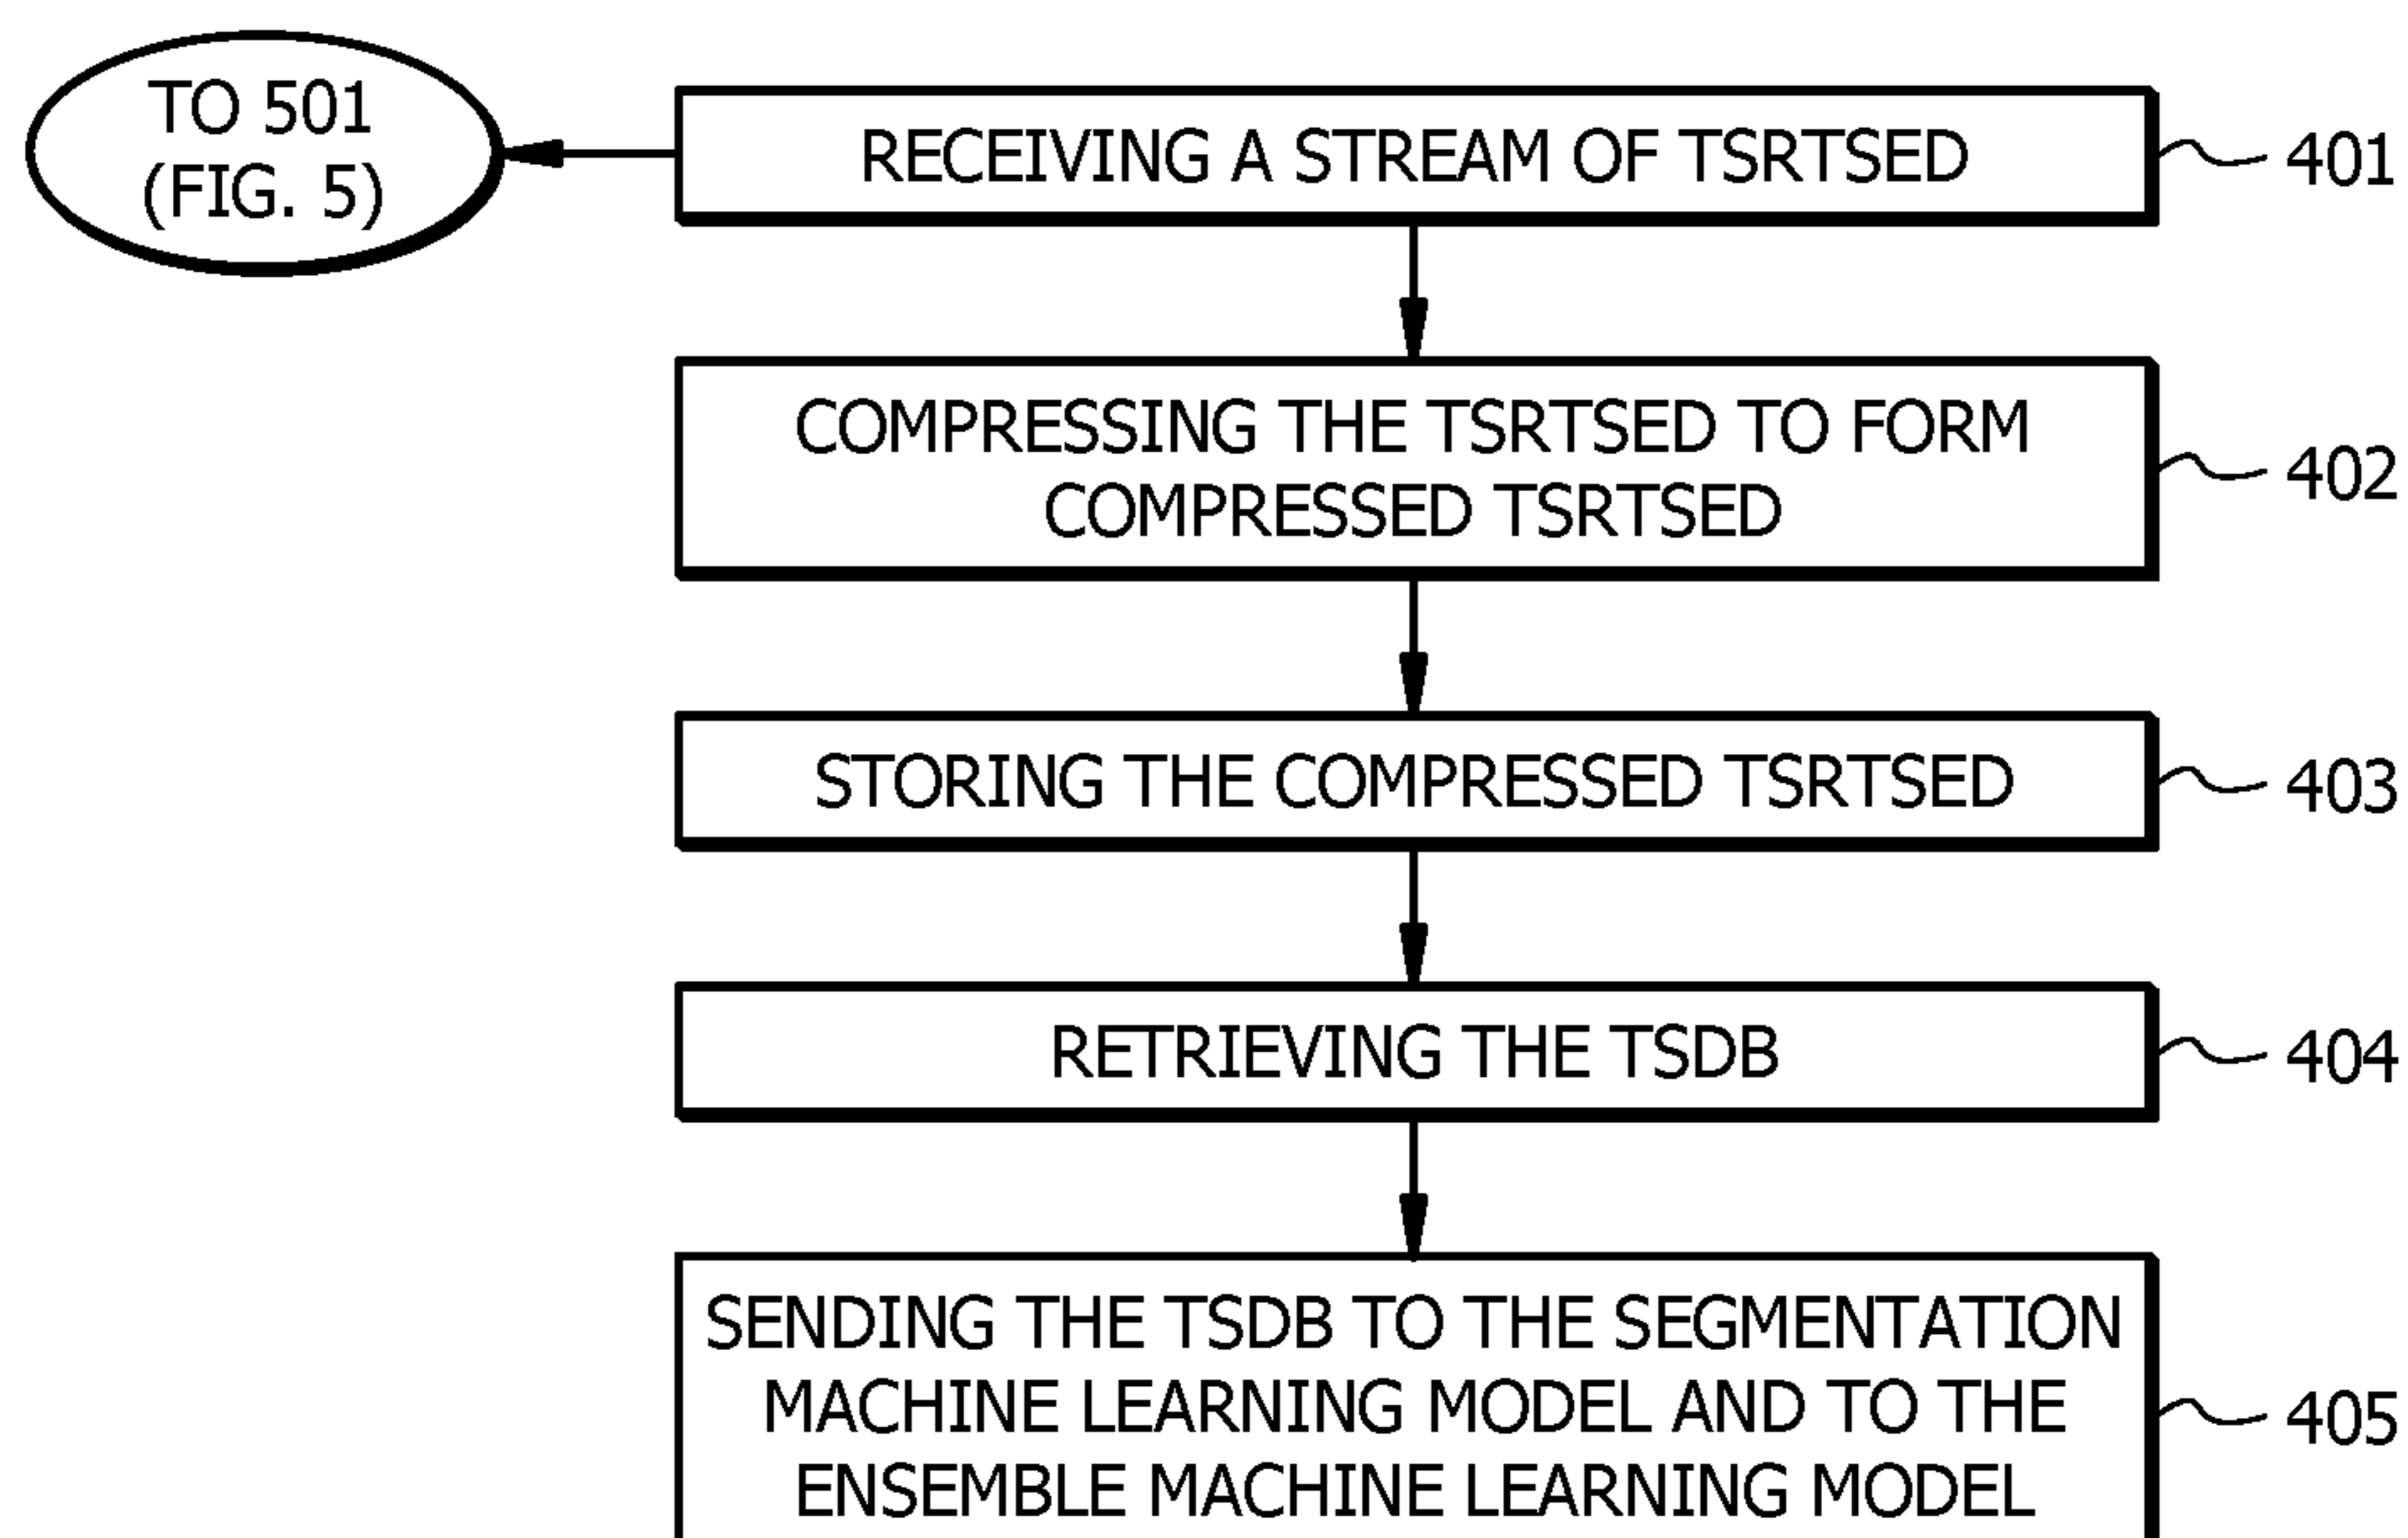 TO 501
(FIG. 5)
RECEIVING A STREAM OF TSRTSED
401
COMPRESSING THE TSRTSED TO FORM
COMPRESSED TSRTSED
402
STORING THE COMPRESSED TSRTSED
403
RETRIEVING THE TSDB
404
SENDING THE TSDB TO THE SEGMENTATION
MACHINE LEARNING MODEL AND TO THE
ENSEMBLE MACHINE LEARNING MODEL
405